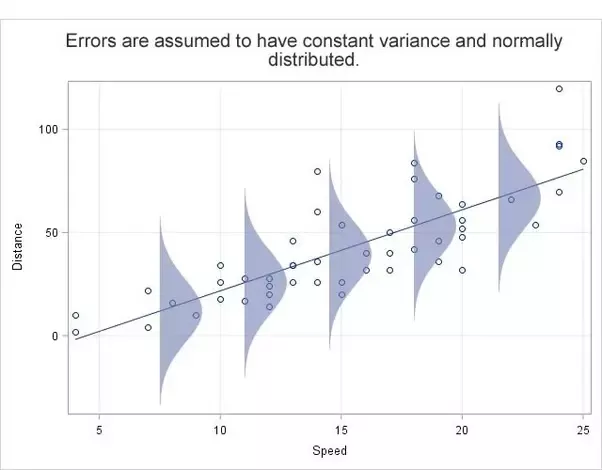 Errors are assumed to have constant variance and normally
distributed.
100
50
0
Distance
5 10 15 20 25
Speed